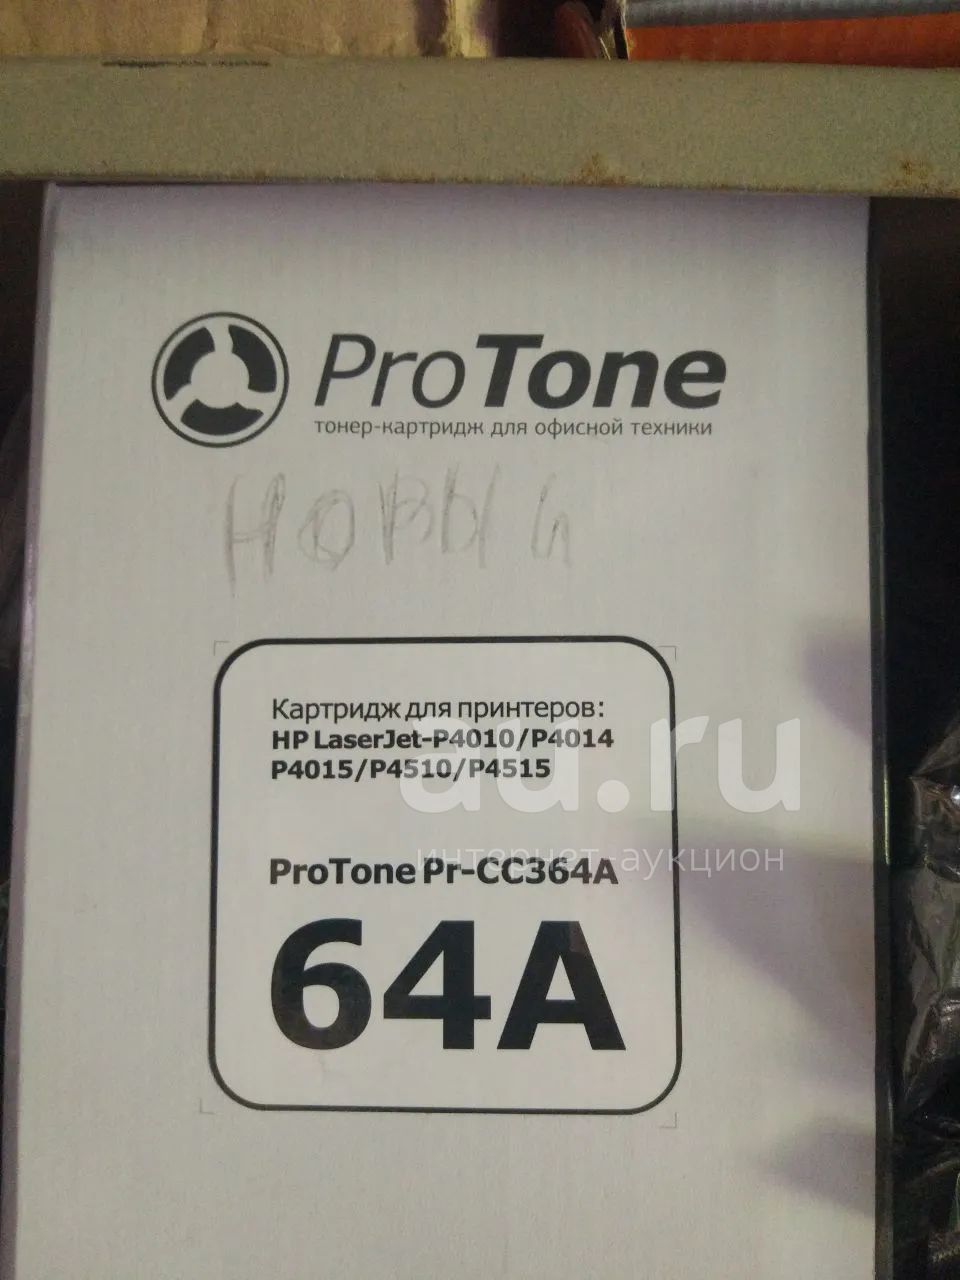 ProTone
тонер-картридж для офисной техники
новый
Картридж для принтеров:
HP LaserJet-P4010/P4014
P4015/P4510/P4515
au.ru
интернет-аукцион
ProTone Pr-CC364A
64A